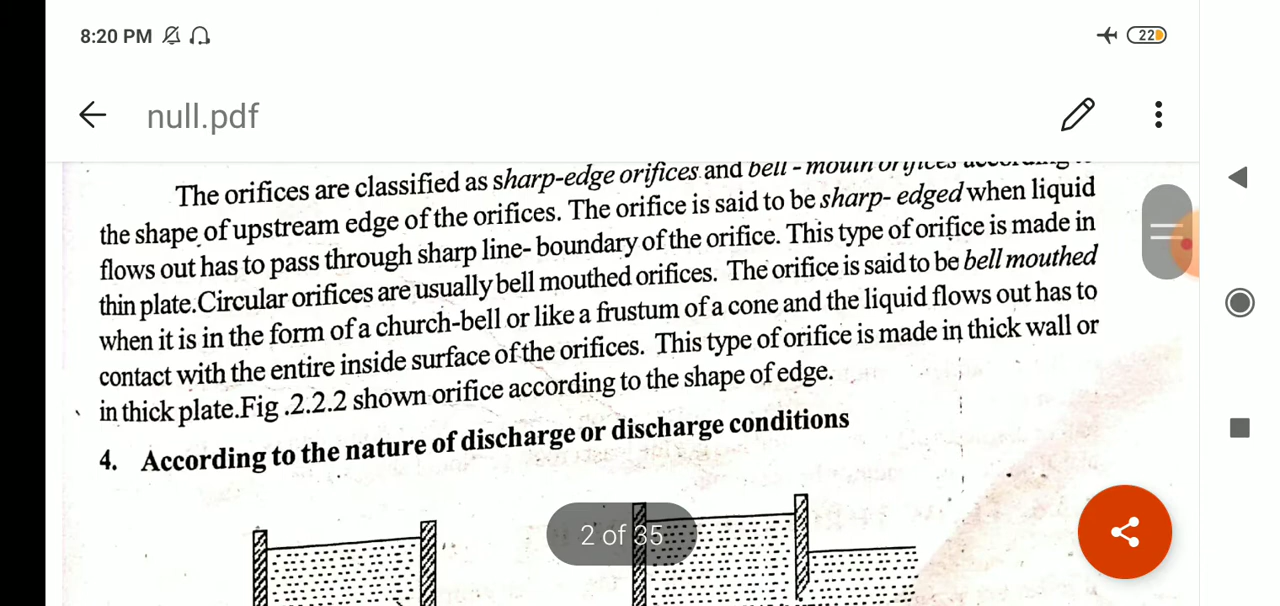 8:20 PM
22
null.pdf
The orifices are classified as sharp-edge orifices and bell - mouth orifices according to
the shape of upstream edge of the orifices. The orifice is said to be sharp- edged when liquid
flows out has to pass through sharp line- boundary of the orifice. This type of orifice is made in
thin plate.Circular orifices are usually bell mouthed orifices. The orifice is said to be bell mouthed
when it is in the form of a church-bell or like a frustum of a cone and the liquid flows out has to
contact with the entire inside surface of the orifices. This type of orifice is made in thick wall or
in thick plate.Fig .2.2.2 shown orifice according to the shape of edge.
4. According to the nature of discharge or discharge conditions
2 of 35